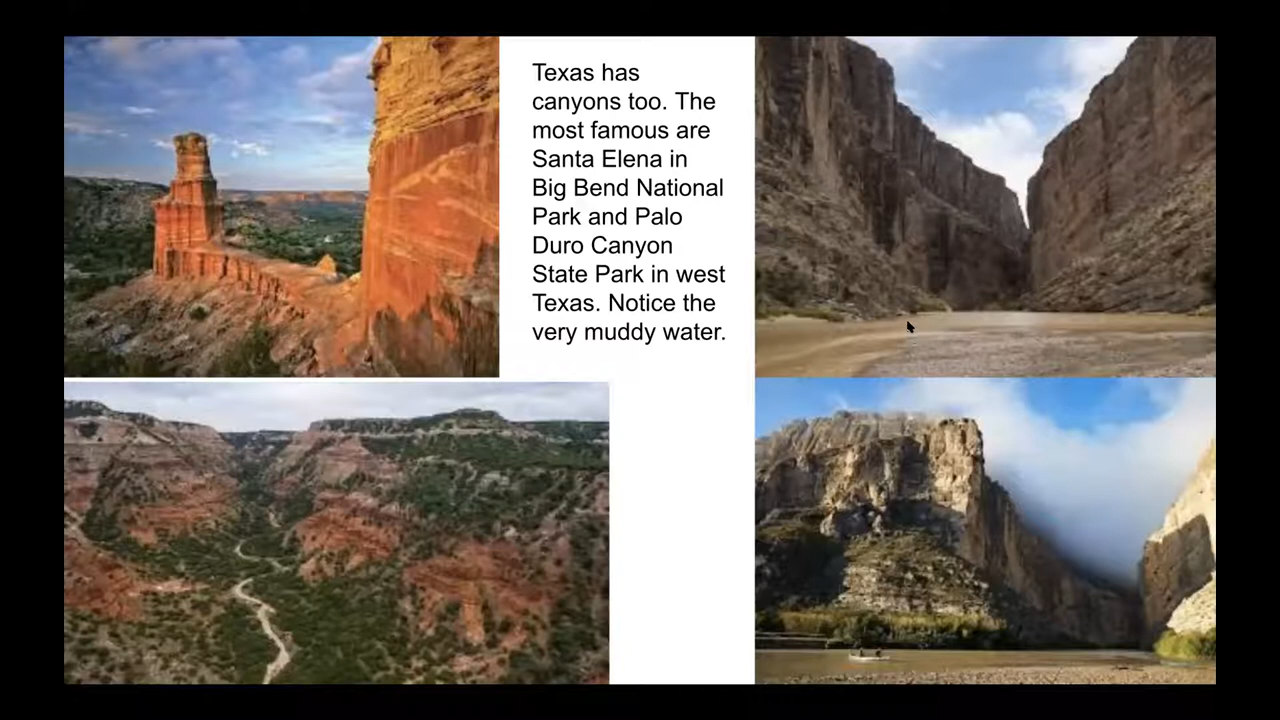 Texas has
canyons too. The
most famous are
Santa Elena in
Big Bend National
Park and Palo
Duro Canyon
State Park in west
Texas. Notice the
very muddy water.